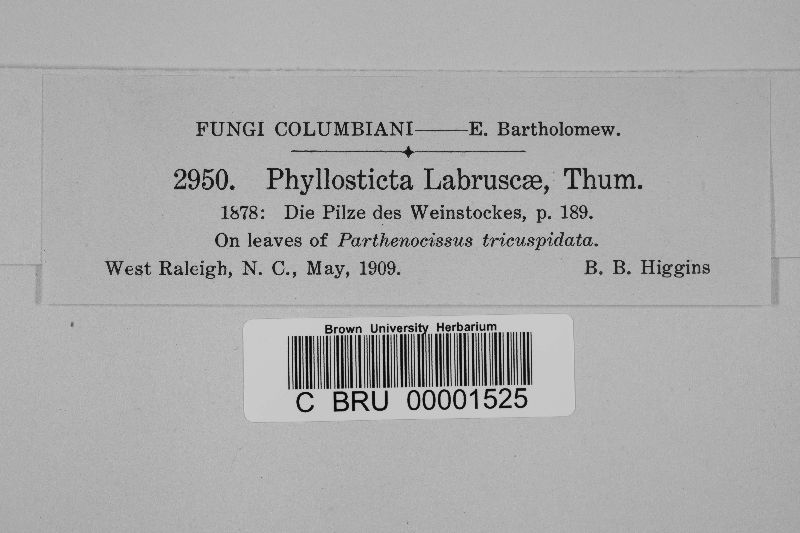 FUNGI COLUMBIANI——E. Bartholomew.
2950. Phyllosticta Labruscæ, Thum.
1878: Die Pilze des Weinstockes, p. 189.
On leaves of Parthenocissus tricuspidata.
West Raleigh, N. C., May, 1909. B. B. Higgins
Brown University Herbarium
C BRU 00001525